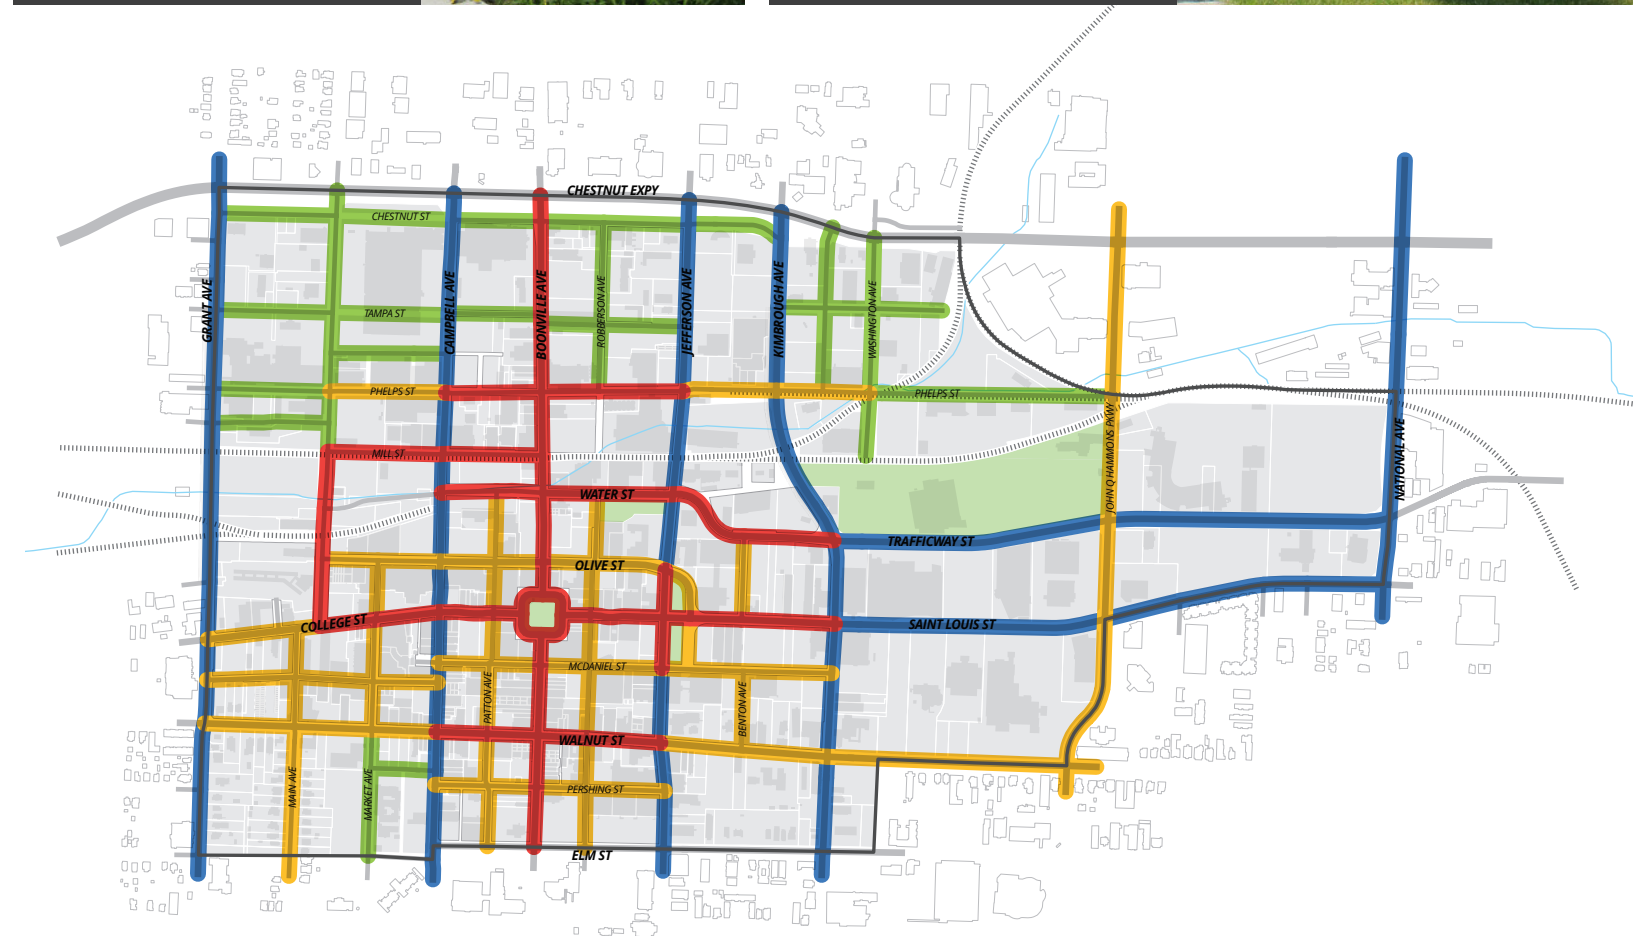 CHESTNUT EXPY
CHESTNUT ST
GRANT AVE
CAMPBELL AVE
BOONVILLE AVE
ROBBERSON AVE
JEFFERSON AVE
KIMBROUGH AVE
WASHINGTON AVE
TAMPA ST
PHELPS ST
PHELPS ST
JOHN Q HAMMONS PKWY
NATIONAL AVE
MILL ST
WATER ST
TRAFFICWAY ST
OLIVE ST
COLLEGE ST
SAINT LOUIS ST
MCDANIEL ST
PATTON AVE
BENTON AVE
WALNUT ST
MAIN AVE
MARKET AVE
PERSHING ST
ELM ST